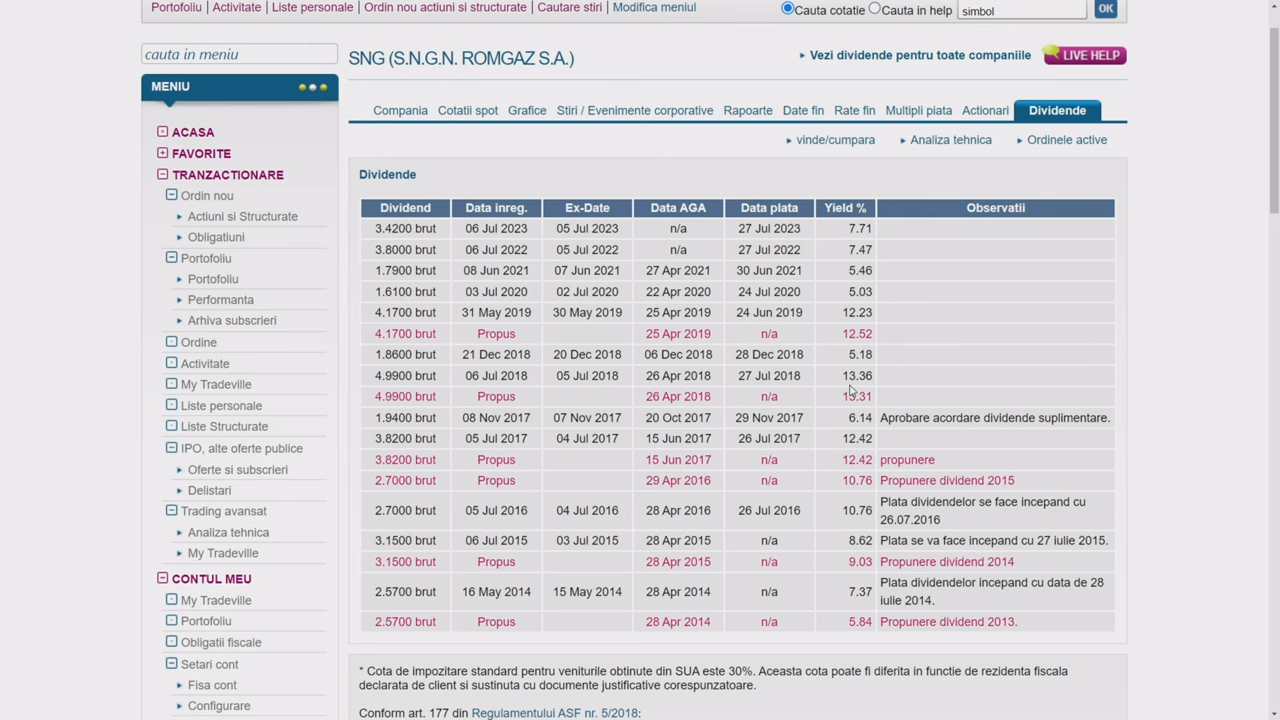 Portofoliu | Activitate | Liste personale | Ordin nou actiuni si structurate | Cautare stiri | Modifica meniul
Cauta cotatie Cauta in help simbol OK
cauta in meniu
SNG (S.N.G.N. ROMGAZ S.A.)
Vezi dividende pentru toate companiile
LIVE HELP
MENIU
ACASA
FAVORITE
TRANZACTIONARE
Ordin nou
Actiuni si Structurate
Obligatiuni
Portofoliu
Portofoliu
Performanta
Arhiva subscrieri
Ordine
Activitate
My Tradeville
Liste personale
Liste Structurate
IPO, alte oferte publice
Oferte si subscrieri
Delistari
Trading avansat
Analiza tehnica
My Tradeville
CONTUL MEU
My Tradeville
Portofoliu
Obligatii fiscale
Setari cont
Fisa cont
Configurare
Compania Cotatii spot Grafice Stiri / Evenimente corporative Rapoarte Date fin Rate fin Multipli piata Actionari Dividende
vinde/cumpara Analiza tehnica Ordinele active
Dividende
Dividend Data inreg. Ex-Date Data AGA Data plata Yield % Observatii
3.4200 brut 06 Jul 2023 05 Jul 2023 n/a 27 Jul 2023 7.71
3.8000 brut 06 Jul 2022 05 Jul 2022 n/a 27 Jul 2022 7.47
1.7900 brut 08 Jun 2021 07 Jun 2021 27 Apr 2021 30 Jun 2021 5.46
1.6100 brut 03 Jul 2020 02 Jul 2020 22 Apr 2020 24 Jul 2020 5.03
4.1700 brut 31 May 2019 30 May 2019 25 Apr 2019 24 Jun 2019 12.23
4.1700 brut Propus 25 Apr 2019 n/a 12.52
1.8600 brut 21 Dec 2018 20 Dec 2018 06 Dec 2018 28 Dec 2018 5.18
4.9900 brut 06 Jul 2018 05 Jul 2018 26 Apr 2018 27 Jul 2018 13.36
4.9900 brut Propus 26 Apr 2018 n/a
1.9400 brut 08 Nov 2017 07 Nov 2017 20 Oct 2017 29 Nov 2017 6.14 Aprobare acordare dividende suplimentare.
3.8200 brut 05 Jul 2017 04 Jul 2017 15 Jun 2017 26 Jul 2017 12.42
3.8200 brut Propus 15 Jun 2017 n/a 12.42 propunere
2.7000 brut Propus 29 Apr 2016 n/a 10.76 Propunere dividend 2015
2.7000 brut 05 Jul 2016 04 Jul 2016 28 Apr 2016 26 Jul 2016 10.76 Plata dividendelor se face incepand cu
26.07.2016
3.1500 brut 06 Jul 2015 03 Jul 2015 28 Apr 2015 n/a 8.62 Plata se va face incepand cu 27 iulie 2015.
3.1500 brut Propus 28 Apr 2015 n/a 9.03 Propunere dividend 2014
2.5700 brut 16 May 2014 15 May 2014 28 Apr 2014 n/a 7.37 Plata dividendelor incepand cu data de 28
iulie 2014.
2.5700 brut Propus 28 Apr 2014 n/a 5.84 Propunere dividend 2013.
* Cota de impozitare standard pentru veniturile obtinute din SUA este 30%. Aceasta cota poate fi diferita in functie de rezidenta fiscala
declarata de client si sustinuta cu documente justificative corespunzatoare.
Conform art. 177 din Regulamentului ASF nr. 5/2018: